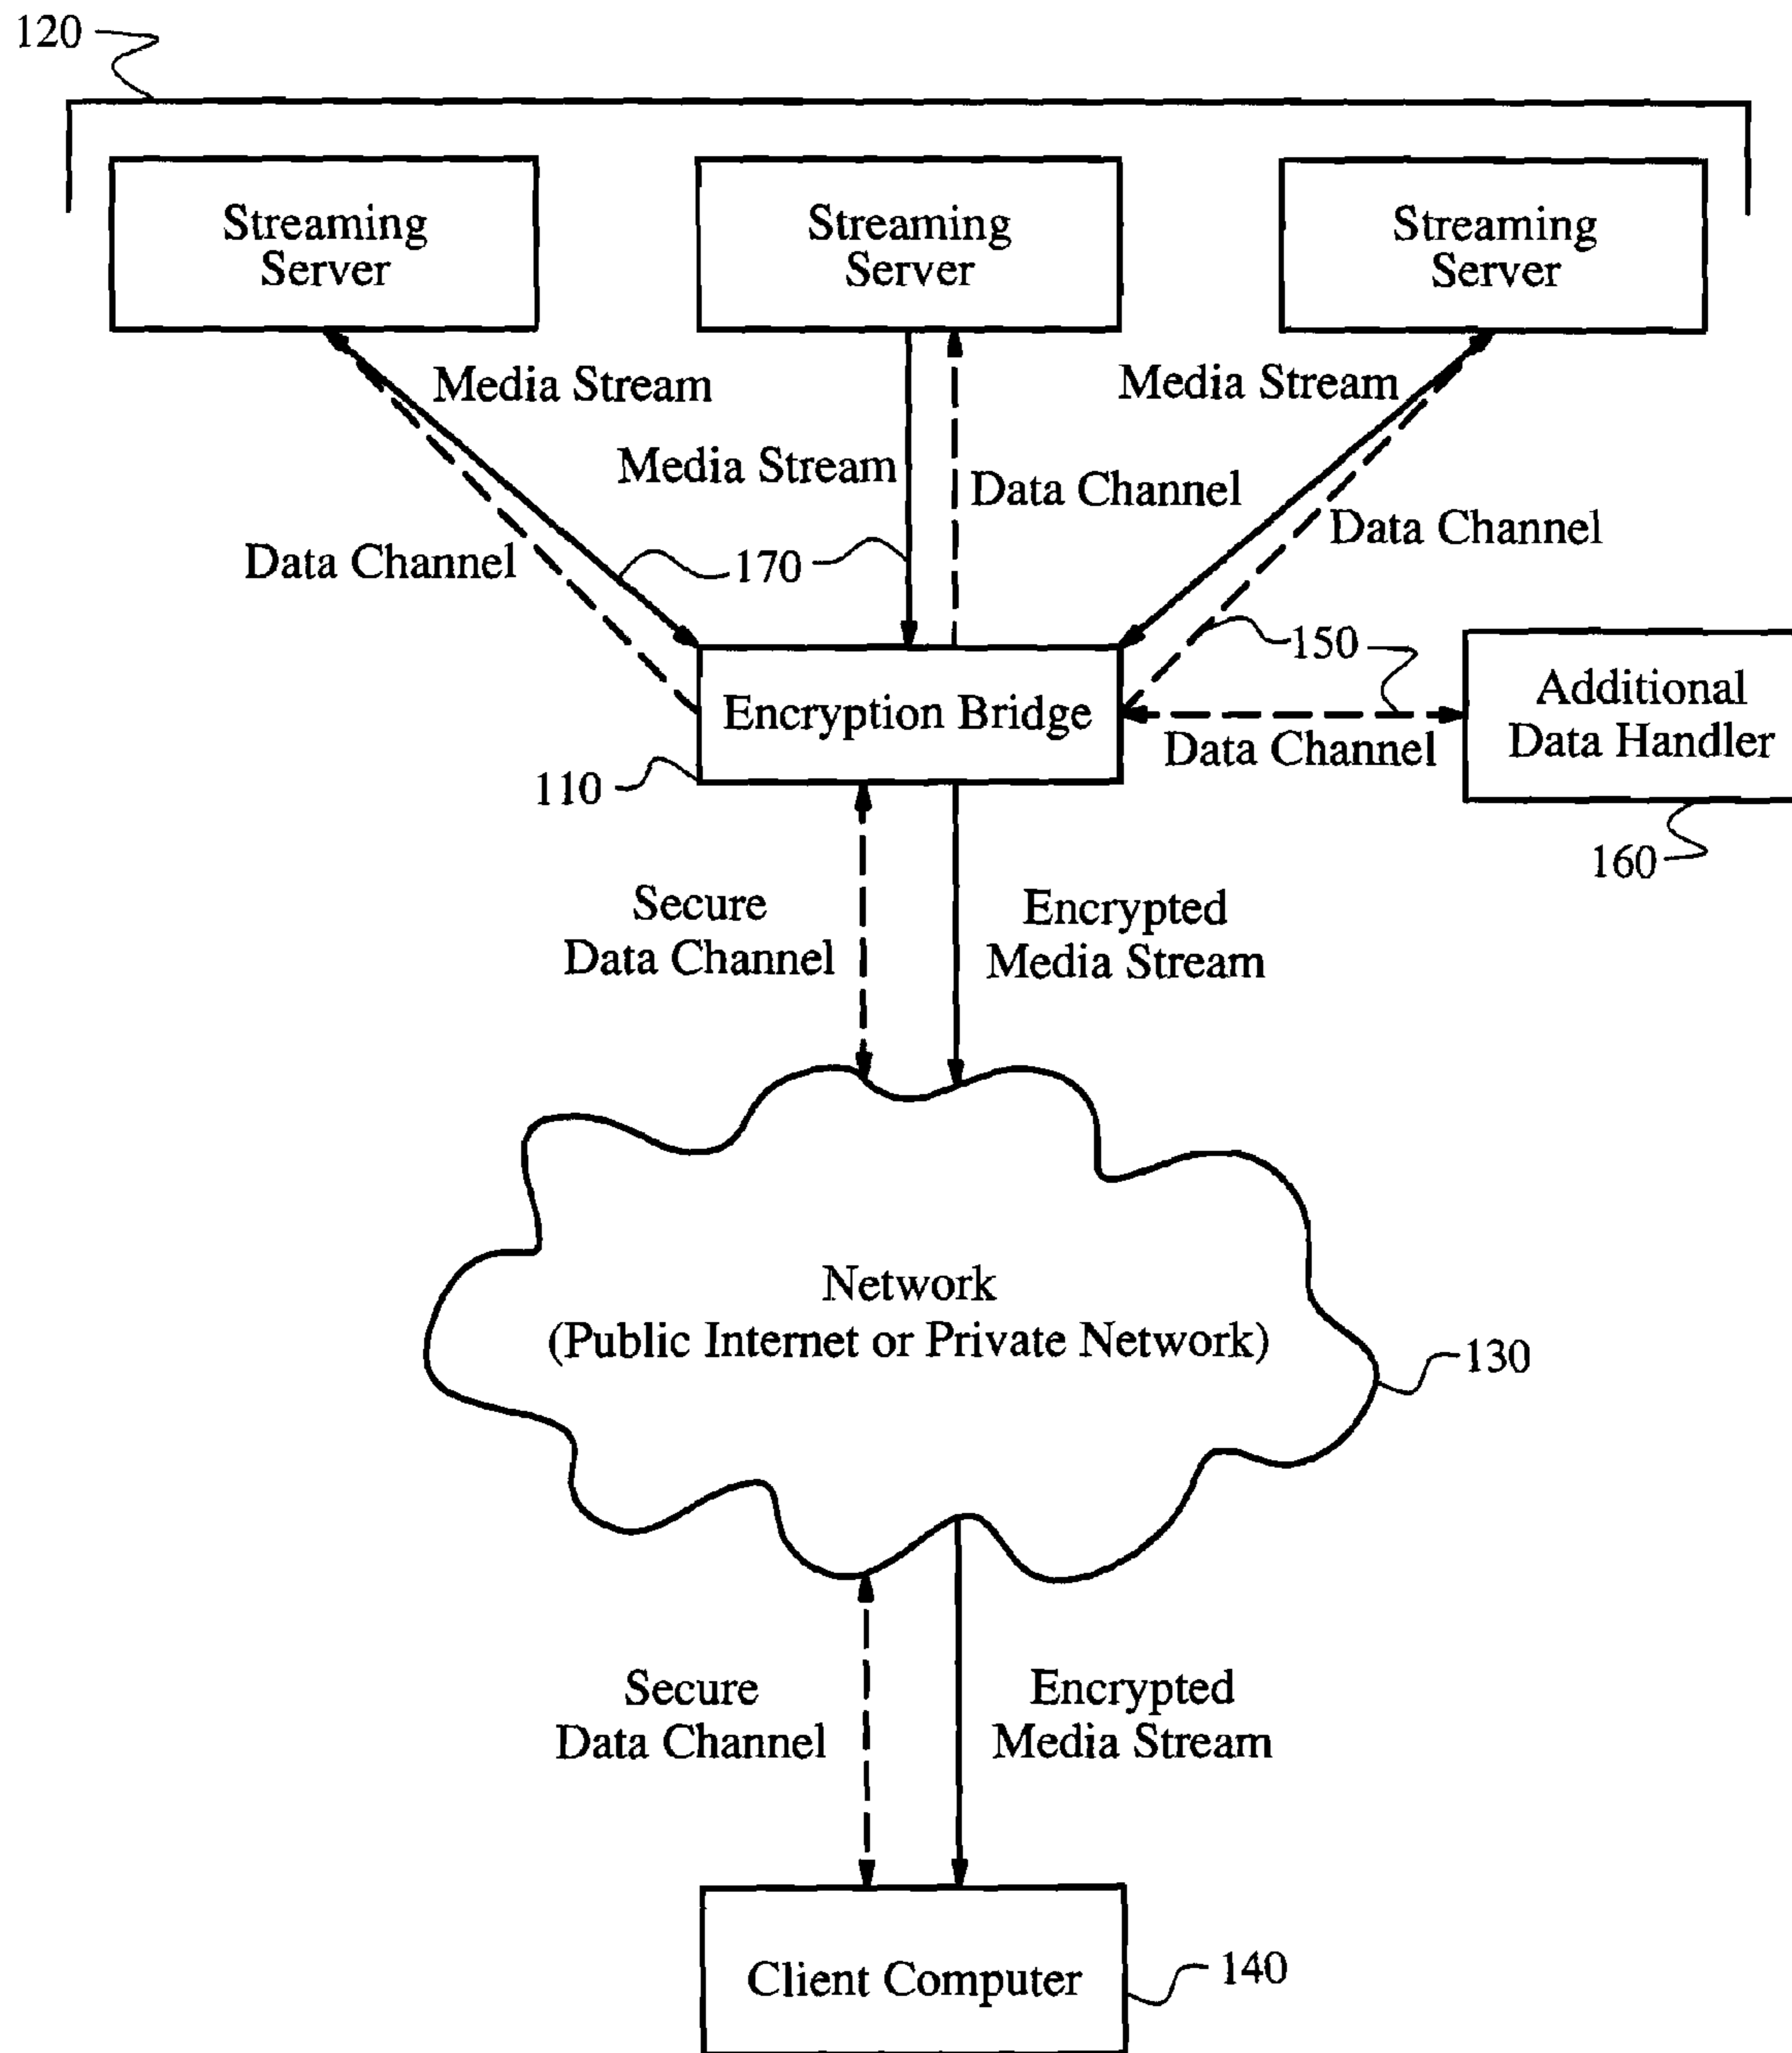 120
Streaming
Server
Streaming
Server
Streaming
Server
Media Stream
Media Stream
Media Stream
Data Channel
Data Channel
Data Channel
170
150
Encryption Bridge
Data Channel
Additional
Data Handler
110
160
Secure
Data Channel
Encrypted
Media Stream
Network
(Public Internet or Private Network)
130
Secure
Data Channel
Encrypted
Media Stream
Client Computer
140